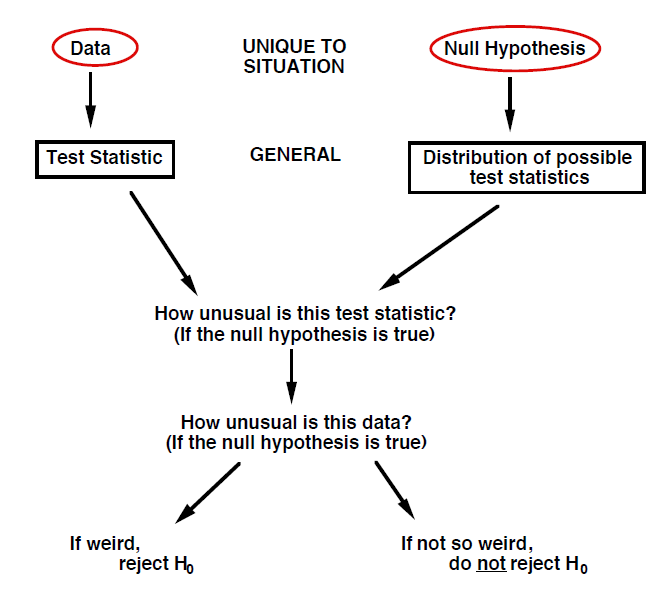 Data
UNIQUE TO
SITUATION
Null Hypothesis
Test Statistic
GENERAL
Distribution of possible
test statistics
How unusual is this test statistic?
(If the null hypothesis is true)
How unusual is this data?
(If the null hypothesis is true)
If weird,
reject H₀
If not so weird,
do not reject H₀